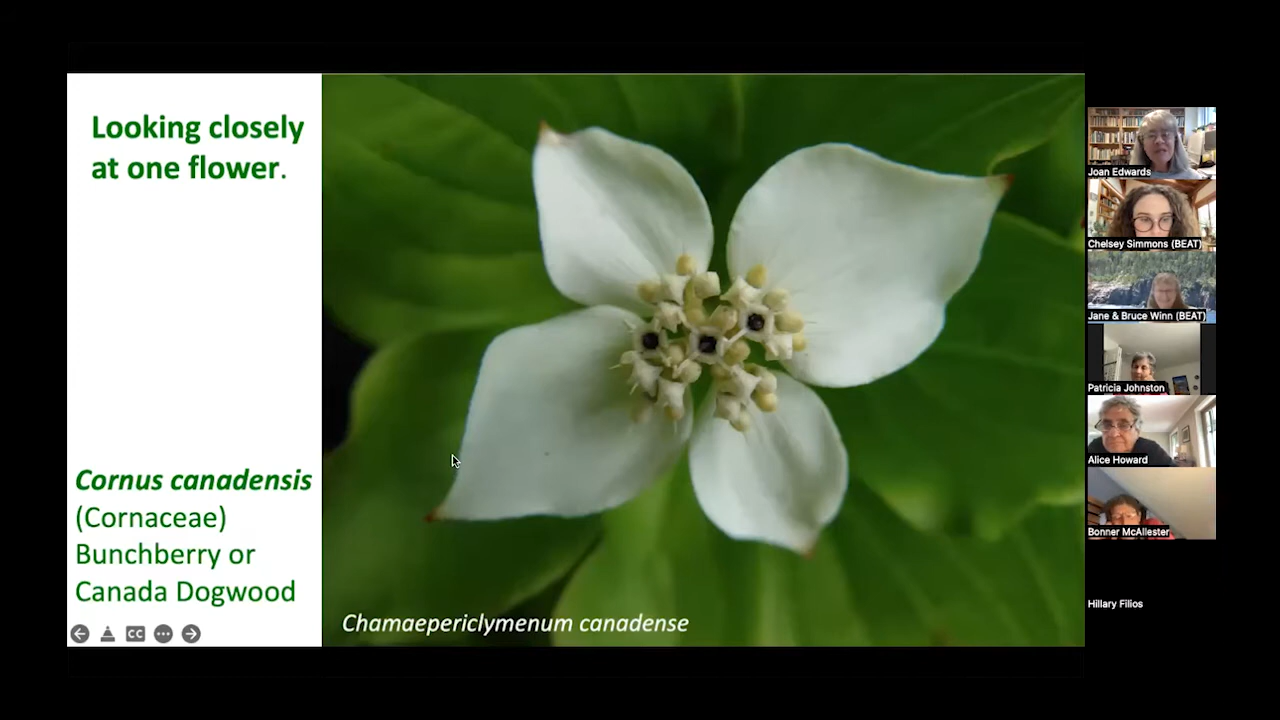 Looking closely
at one flower.
Cornus canadensis
(Cornaceae)
Bunchberry or
Canada Dogwood
CC
Chamaepericlymenum canadense
Joan Edwards
Chelsey Simmons (BEAT)
Jane & Bruce Winn (BEAT)
Patricia Johnston
Alice Howard
Bonner McAllester
Hillary Filios